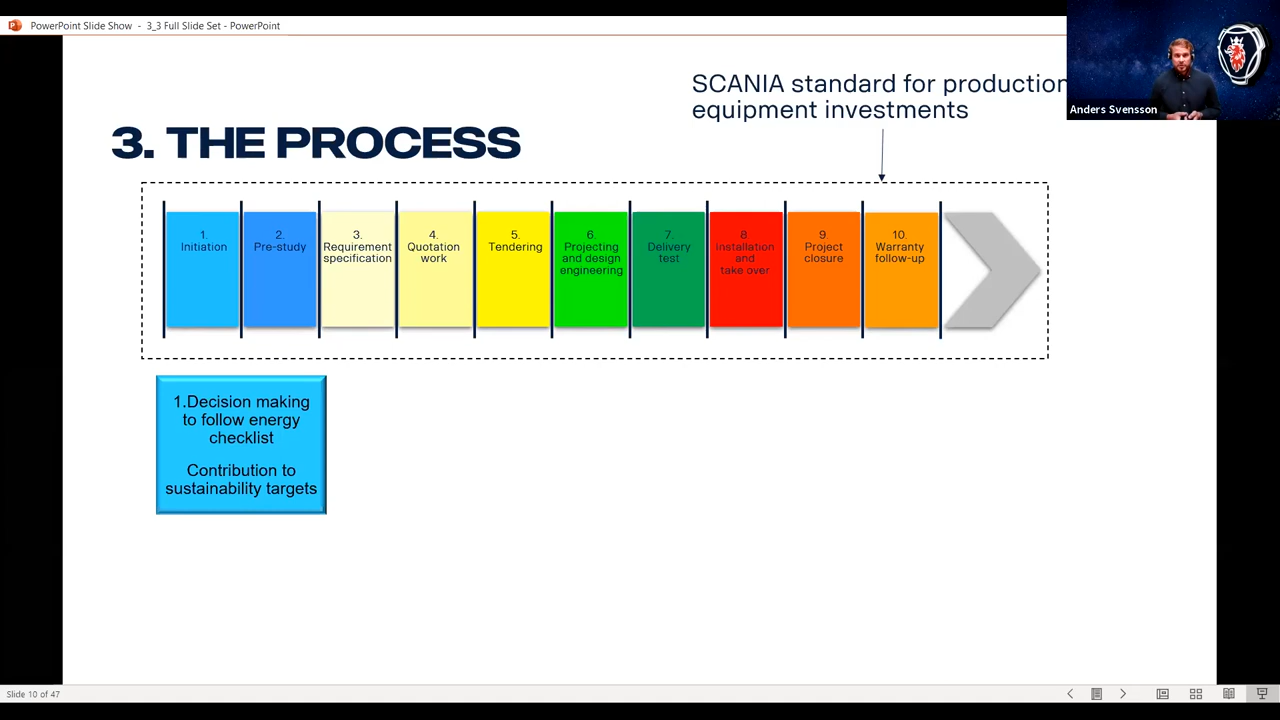 PowerPoint Slide Show - 3_3 Full Slide Set - PowerPoint
SCANIA standard for production
equipment investments
Anders Svensson
3. THE PROCESS
1.
Initiation
2.
Pre-study
3.
Requirement
specification
4.
Quotation
work
5.
Tendering
6.
Projecting
and design
engineering
7.
Delivery
test
8
Installation
and
take over
9
Project
closure
10.
Warranty
follow-up
1.Decision making
to follow energy
checklist
Contribution to
sustainability targets
Slide 10 of 47